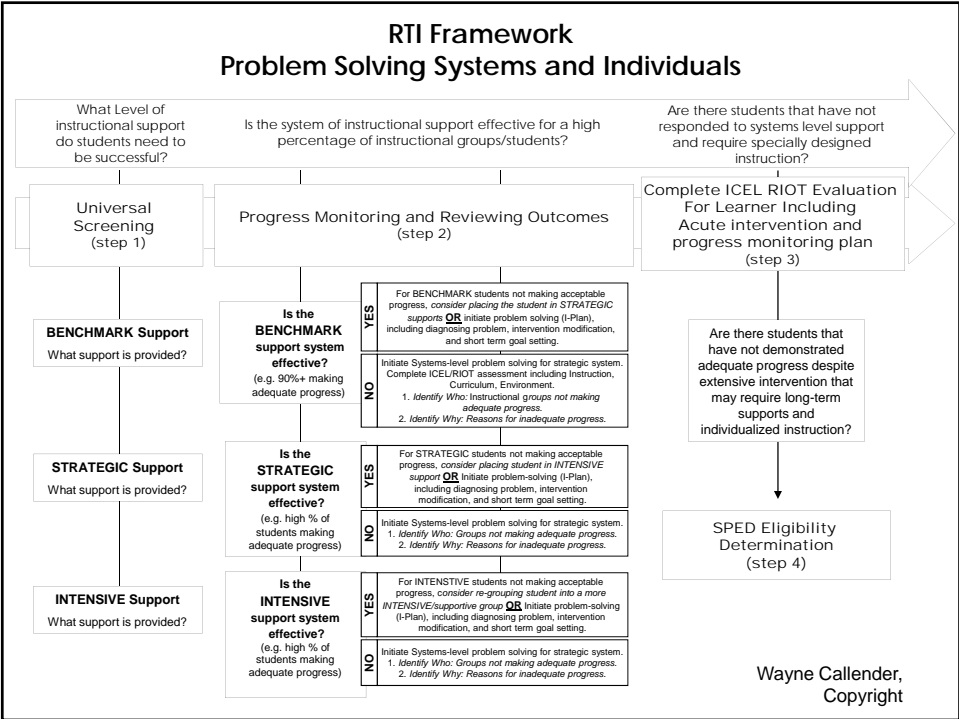 RTI Framework
Problem Solving Systems and Individuals
What Level of
instructional support
do students need to
be successful?
Is the system of instructional support effective for a high
percentage of instructional groups/students?
Are there students that have not
responded to systems level support
and require specially designed
instruction?
Universal
Screening
(step 1)
Progress Monitoring and Reviewing Outcomes
(step 2)
Complete ICEL RIOT Evaluation
For Learner Including
Acute intervention and
progress monitoring plan
(step 3)
BENCHMARK Support
What support is provided?
Is the
BENCHMARK
support system
effective?
(e.g. 90%+ making
adequate progress)
YES
For BENCHMARK students not making acceptable
progress, consider placing the student in STRATEGIC
supports OR initiate problem solving (I-Plan),
including diagnosing problem, intervention modification,
and short term goal setting.
NO
Initiate Systems-level problem solving for strategic system.
Complete ICEL/RIOT assessment including Instruction,
Curriculum, Environment.
1. Identify Who: Instructional groups not making
adequate progress.
2. Identify Why: Reasons for inadequate progress.
STRATEGIC Support
What support is provided?
Is the
STRATEGIC
support system
effective?
(e.g. high % of
students making
adequate progress)
YES
For STRATEGIC students not making acceptable
progress, consider placing student in INTENSIVE
support OR Initiate problem-solving (I-Plan),
including diagnosing problem, intervention
modification, and short term goal setting.
NO
Initiate Systems-level problem solving for strategic system.
1. Identify Who: Groups not making adequate progress.
2. Identify Why: Reasons for inadequate progress.
INTENSIVE Support
What support is provided?
Is the
INTENSIVE
support system
effective?
(e.g. high % of
students making
adequate progress)
YES
For INTENSTIVE students not making acceptable
progress, consider re-grouping student into a more
INTENSIVE/supportive group OR Initiate problem-solving
(I-Plan), including diagnosing problem, intervention
modification, and short term goal setting.
NO
Initiate Systems-level problem solving for strategic system.
1. Identify Who: Groups not making adequate progress.
2. Identify Why: Reasons for inadequate progress.
Are there students that
have not demonstrated
adequate progress despite
extensive intervention that
may require long-term
supports and
individualized instruction?
SPED Eligibility
Determination
(step 4)
Wayne Callender,
Copyright